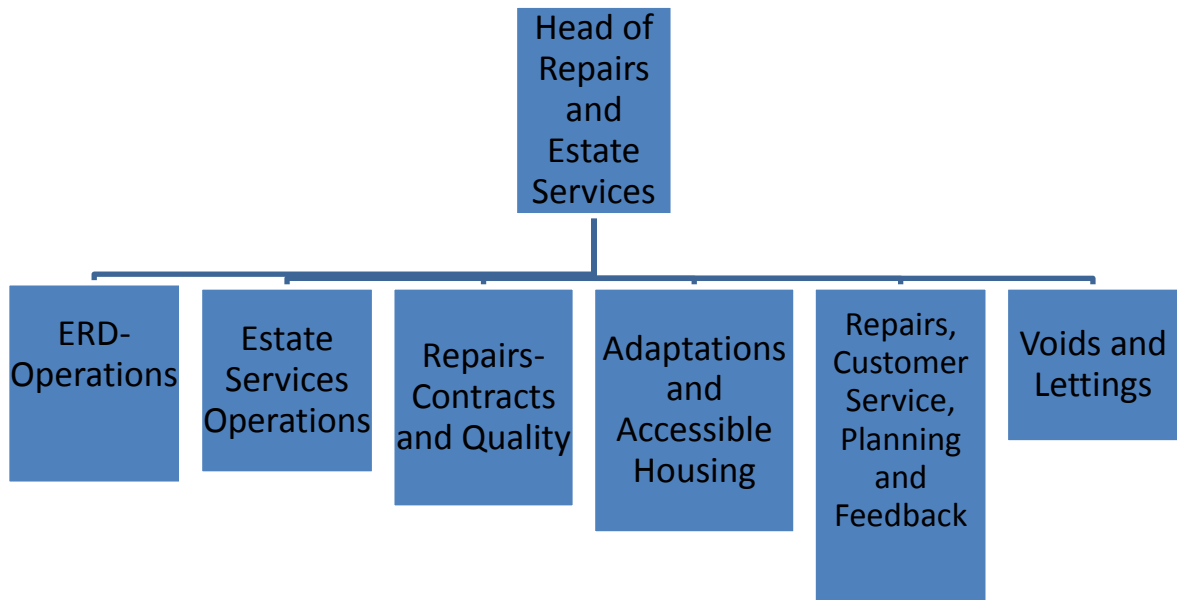 Head of
Repairs
and
Estate
Services
ERD-
Operations
Estate
Services
Operations
Repairs-
Contracts
and Quality
Adaptations
and
Accessible
Housing
Repairs,
Customer
Service,
Planning
and
Feedback
Voids and
Lettings